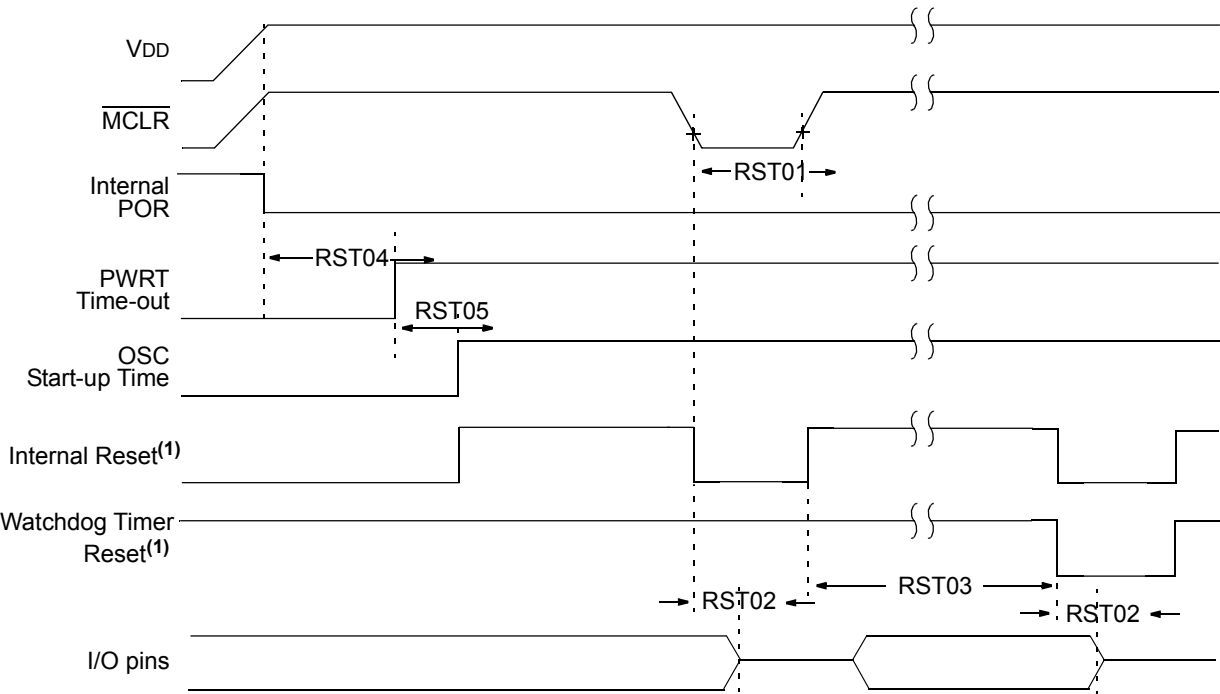 VDD
MCLR
RST01
Internal
POR
RST04
PWRT
Time-out
RST05
OSC
Start-up Time
Internal Reset(1)
Watchdog Timer
Reset(1)
RST03
RST02
RST02
I/O pins